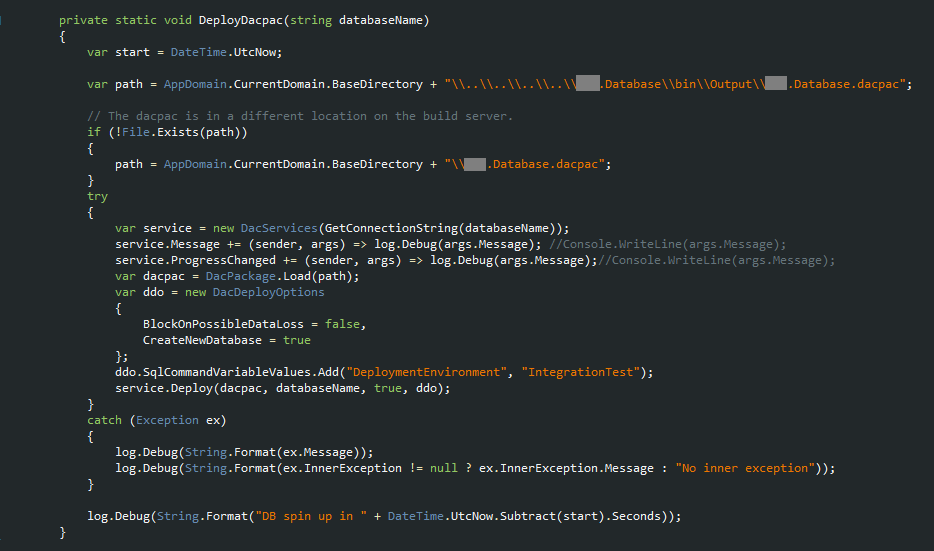 private static void DeployDacpac(string databaseName)
{
var start = DateTime.UtcNow;
var path = AppDomain.CurrentDomain.BaseDirectory + "\\..\\..\\..\\..\\.Database\\bin\\Output\\.Database.dacpac";
// The dacpac is in a different location on the build server.
if (!File.Exists(path))
{
path = AppDomain.CurrentDomain.BaseDirectory + "\\.Database.dacpac";
}
try
{
var service = new DacServices(GetConnectionString(databaseName));
service.Message += (sender, args) => log.Debug(args.Message); //Console.WriteLine(args.Message);
service.ProgressChanged += (sender, args) => log.Debug(args.Message);//Console.WriteLine(args.Message);
var dacpac = DacPackage.Load(path);
var ddo = new DacDeployOptions
{
BlockOnPossibleDataLoss = false,
CreateNewDatabase = true
};
ddo.SqlCommandVariableValues.Add("DeploymentEnvironment", "IntegrationTest");
service.Deploy(dacpac, databaseName, true, ddo);
}
catch (Exception ex)
{
log.Debug(String.Format(ex.Message));
log.Debug(String.Format(ex.InnerException != null ? ex.InnerException.Message : "No inner exception"));
}
log.Debug(String.Format("DB spin up in " + DateTime.UtcNow.Subtract(start).Seconds));
}